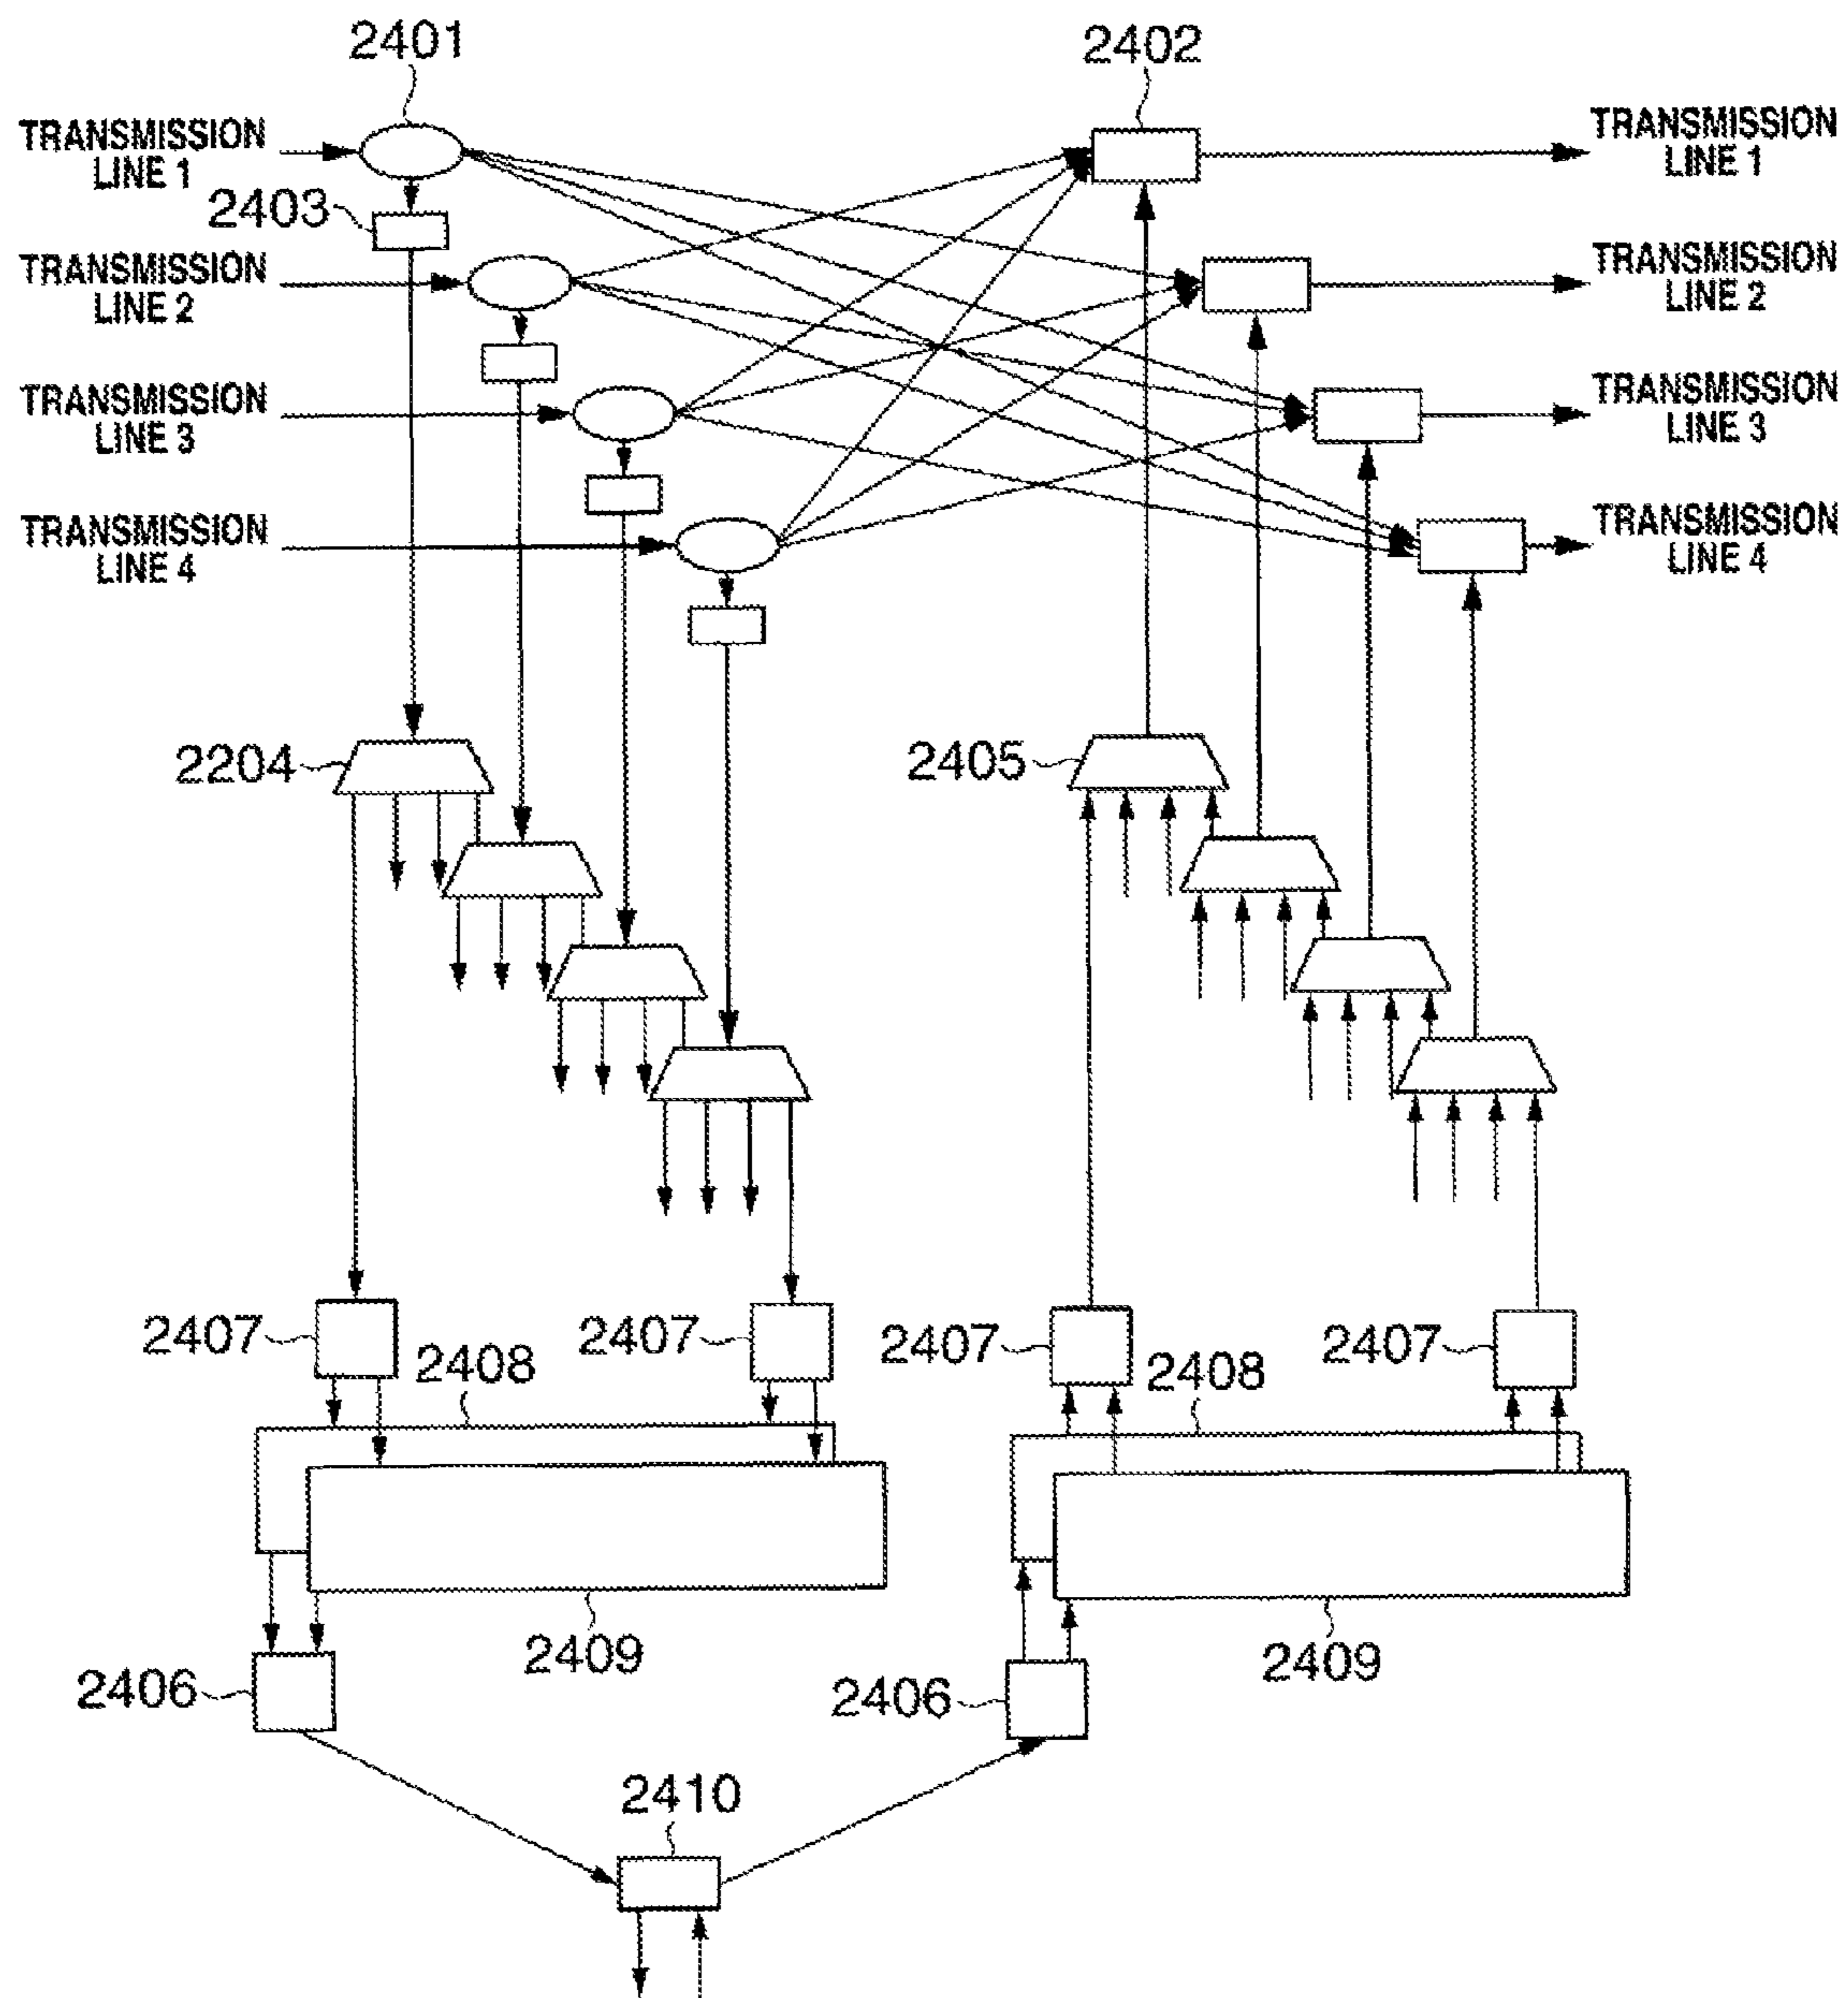 2401
2402
TRANSMISSION
LINE 1
TRANSMISSION
LINE 1
2403
TRANSMISSION
LINE 2
TRANSMISSION
LINE 2
TRANSMISSION
LINE 3
TRANSMISSION
LINE 3
TRANSMISSION
LINE 4
TRANSMISSION
LINE 4
2204
2405
2407
2407
2407
2407
2408
2408
2409
2409
2406
2406
2410